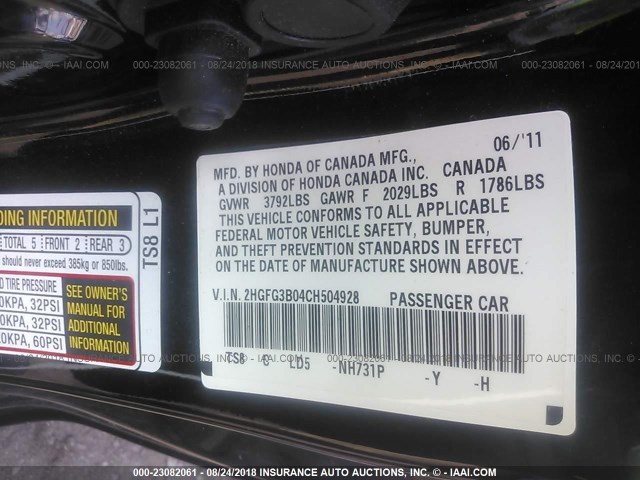 000-23082061 - 08/24/2018 INSURANCE AUTO AUCTIONS, INC. - © IAAI.COM
06/'11
MFD. BY HONDA OF CANADA MFG.,
A DIVISION OF HONDA CANADA INC. CANADA
GVWR 3792LBS GAWR F 2029LBS R 1786LBS
THIS VEHICLE CONFORMS TO ALL APPLICABLE
FEDERAL MOTOR VEHICLE SAFETY, BUMPER,
AND THEFT PREVENTION STANDARDS IN EFFECT
ON THE DATE OF MANUFACTURE SHOWN ABOVE.
V.I.N. 2HGFG3B04CH504928 PASSENGER CAR
TS8 C LD5 -NH731P -Y -H
DING INFORMATION
TOTAL 5 FRONT 2 REAR 3
should never exceed 385kg or 850lbs.
D TIRE PRESSURE
0KPA, 32PSI
0KPA, 32PSI
0KPA, 60PSI
SEE OWNER'S
MANUAL FOR
ADDITIONAL
INFORMATION
TS8 L1
000-23082061 - 08/24/2018 INSURANCE AUTO AUCTIONS, INC. - © IAAI.COM